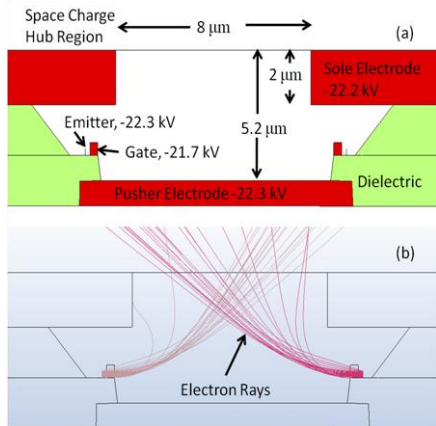 Space Charge
Hub Region
8 μm
(a)
2 μm
Sole Electrode
-22.2 kV
Emitter, -22.3 kV
Gate, -21.7 kV
5.2 μm
Dielectric
Pusher Electrode -22.3 kV
(b)
Electron Rays